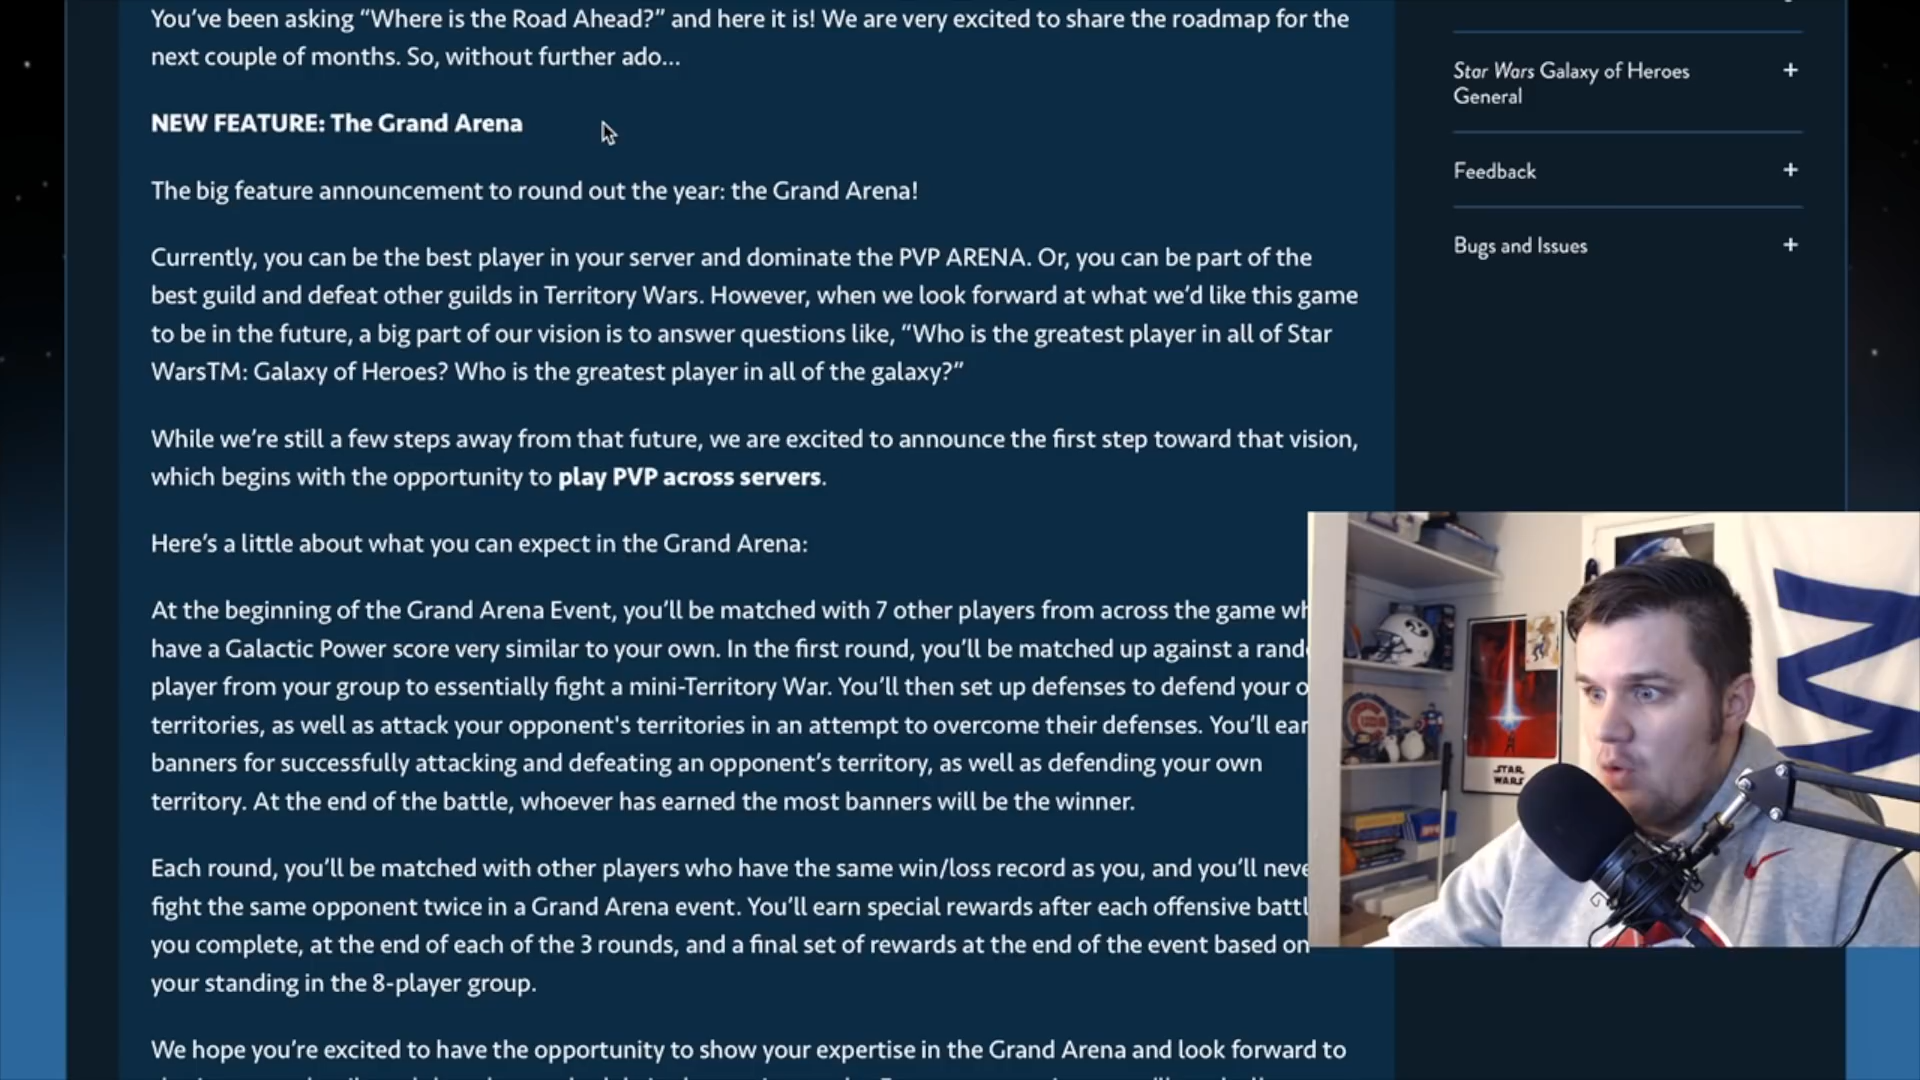 You've been asking “Where is the Road Ahead?” and here it is! We are very excited to share the roadmap for the
next couple of months. So, without further ado...
NEW FEATURE: The Grand Arena
The big feature announcement to round out the year: the Grand Arena!
Currently, you can be the best player in your server and dominate the PVP ARENA. Or, you can be part of the
best guild and defeat other guilds in Territory Wars. However, when we look forward at what we'd like this game
to be in the future, a big part of our vision is to answer questions like, “Who is the greatest player in all of Star
WarsTM: Galaxy of Heroes? Who is the greatest player in all of the galaxy?”
While we're still a few steps away from that future, we are excited to announce the first step toward that vision,
which begins with the opportunity to play PVP across servers.
Here's a little about what you can expect in the Grand Arena:
At the beginning of the Grand Arena Event, you'll be matched with 7 other players from across the game wh
have a Galactic Power score very similar to your own. In the first round, you'll be matched up against a rand
player from your group to essentially fight a mini-Territory War. You'll then set up defenses to defend your o
territories, as well as attack your opponent's territories in an attempt to overcome their defenses. You'll ear
banners for successfully attacking and defeating an opponent's territory, as well as defending your own
territory. At the end of the battle, whoever has earned the most banners will be the winner.
Each round, you'll be matched with other players who have the same win/loss record as you, and you'll neve
fight the same opponent twice in a Grand Arena event. You'll earn special rewards after each offensive battl
you complete, at the end of each of the 3 rounds, and a final set of rewards at the end of the event based on
your standing in the 8-player group.
We hope you're excited to have the opportunity to show your expertise in the Grand Arena and look forward to
Star Wars Galaxy of Heroes +
General
Feedback +
Bugs and Issues +
STAR
WARS
CUBS
W